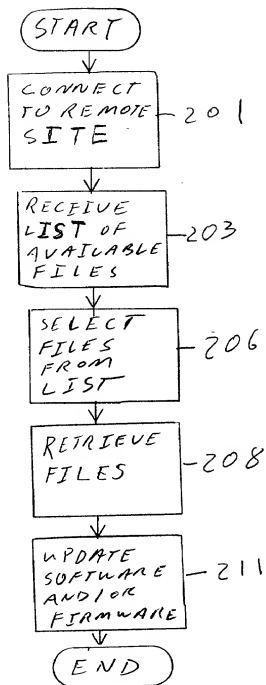 START
CONNECT
TO REMOTE
SITE
201
RECEIVE
LIST OF
AVAILABLE
FILES
203
SELECT
FILES
FROM
LIST
206
RETRIEVE
FILES
208
UPDATE
SOFTWARE
AND/OR
FIRMWARE
211
END